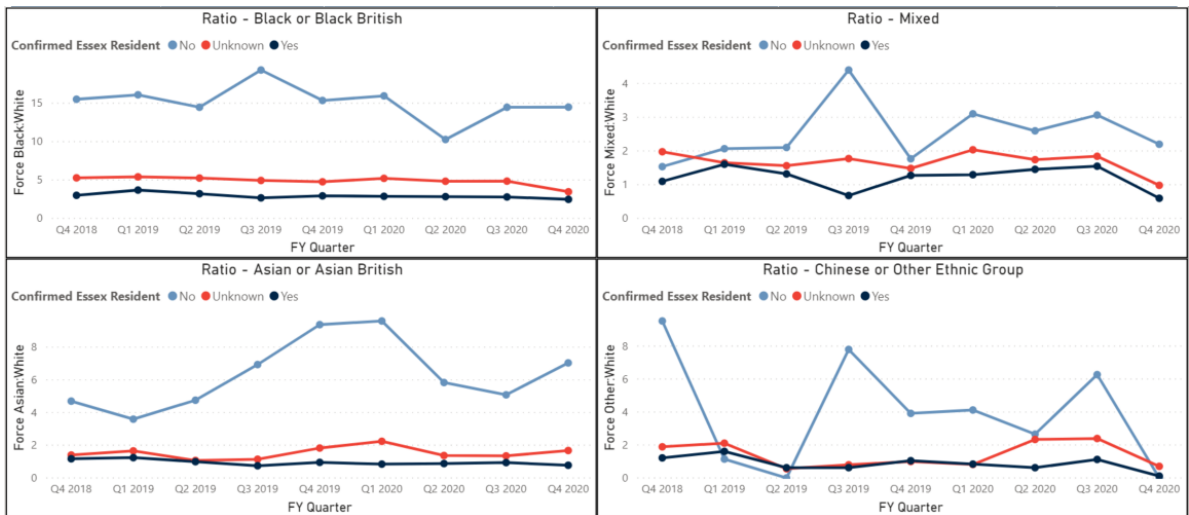 Ratio - Black or Black British
Confirmed Essex Resident No Unknown Yes
Force Black:White
15
10
5
0
Q4 2018 Q1 2019 Q2 2019 Q3 2019 Q4 2019 Q1 2020 Q2 2020 Q3 2020 Q4 2020
FY Quarter
Ratio - Mixed
Confirmed Essex Resident No Unknown Yes
Force Mixed:White
4
3
2
1
0
Q4 2018 Q1 2019 Q2 2019 Q3 2019 Q4 2019 Q1 2020 Q2 2020 Q3 2020 Q4 2020
FY Quarter
Ratio - Asian or Asian British
Confirmed Essex Resident No Unknown Yes
Force Asian:White
8
6
4
2
0
Q4 2018 Q1 2019 Q2 2019 Q3 2019 Q4 2019 Q1 2020 Q2 2020 Q3 2020 Q4 2020
FY Quarter
Ratio - Chinese or Other Ethnic Group
Confirmed Essex Resident No Unknown Yes
Force Other:White
8
6
4
2
0
Q4 2018 Q1 2019 Q2 2019 Q3 2019 Q4 2019 Q1 2020 Q2 2020 Q3 2020 Q4 2020
FY Quarter